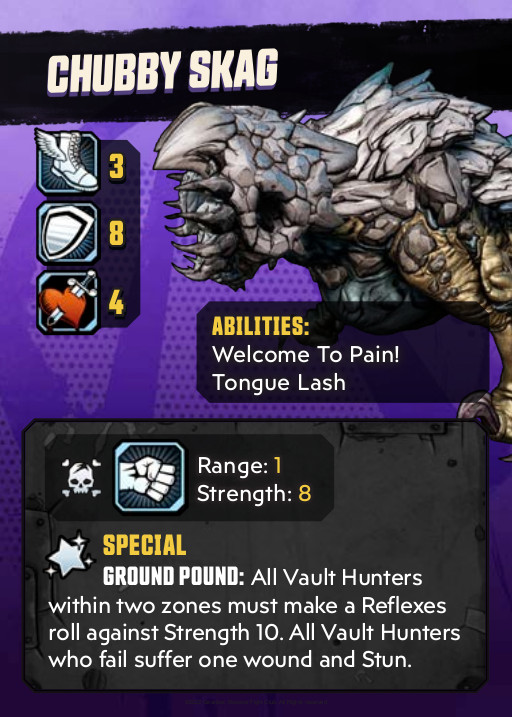 CHUBBY SKAG
3
8
4
ABILITIES:
Welcome To Pain!
Tongue Lash
Range: 1
Strength: 8
SPECIAL
GROUND POUND: All Vault Hunters
within two zones must make a Reflexes
roll against Strength 10. All Vault Hunters
who fail suffer one wound and Stun.